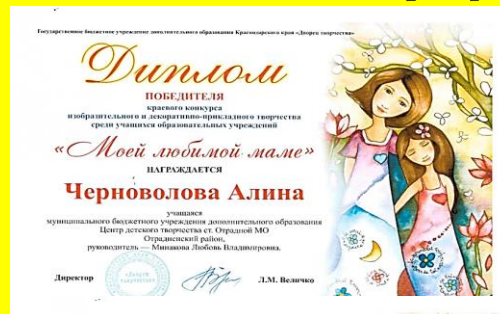 Государственное бюджетное учреждение дополнительного образования Краснодарского края «Дворец творчества»
Диплом
ПОБЕДИТЕЛЯ
краевого конкурса
изобразительного и декоративно-прикладного творчества
среди учащихся образовательных учреждений
«Моей любимой маме»
НАГРАЖДАЕТСЯ
Черноволова Алина
учащаяся
муниципального бюджетного учреждения дополнительного образования
Центр детского творчества ст. Отрадной МО
Отрадненский район,
руководитель — Минакова Любовь Владимировна.
Директор
Л.М. Величко